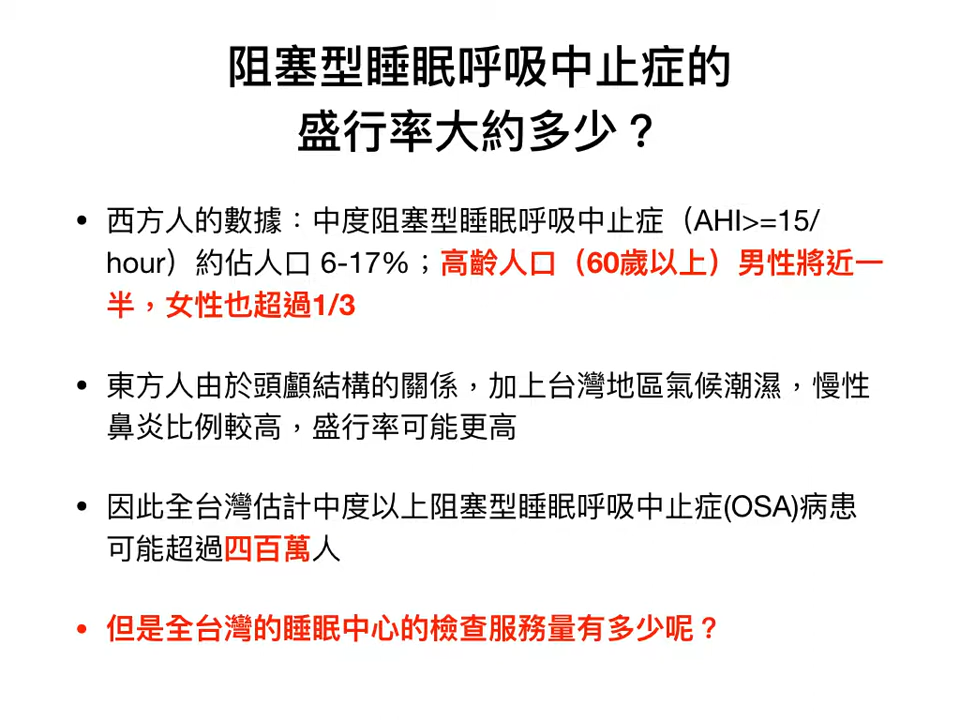 阻塞型睡眠呼吸中止症的
盛行率大約多少？
• 西方人的數據：中度阻塞型睡眠呼吸中止症（AHI>=15/
hour）約佔人口 6-17%；高齡人口（60歲以上）男性將近一
半，女性也超過1/3
• 東方人由於頭顱結構的關係，加上台灣地區氣候潮濕，慢性
鼻炎比例較高，盛行率可能更高
• 因此全台灣估計中度以上阻塞型睡眠呼吸中止症(OSA)病患
可能超過四百萬人
• 但是全台灣的睡眠中心的檢查服務量有多少呢？